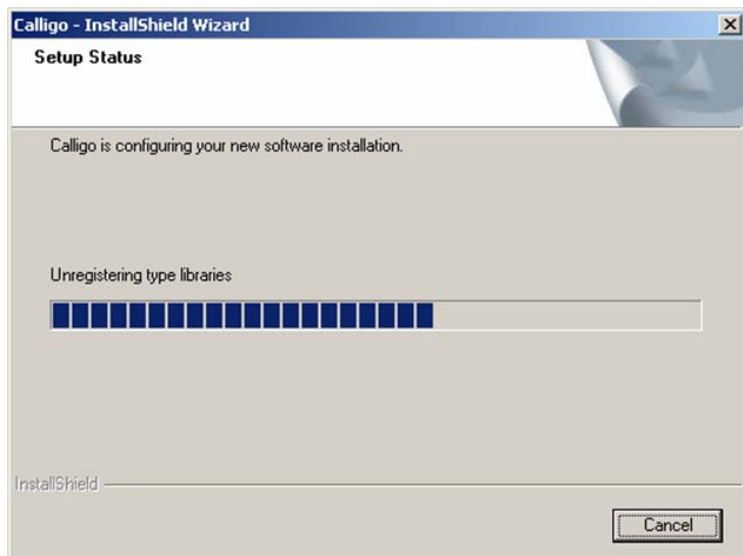 Calligo - InstallShield Wizard
Setup Status
Calligo is configuring your new software installation.
Unregistering type libraries
InstallShield
Cancel